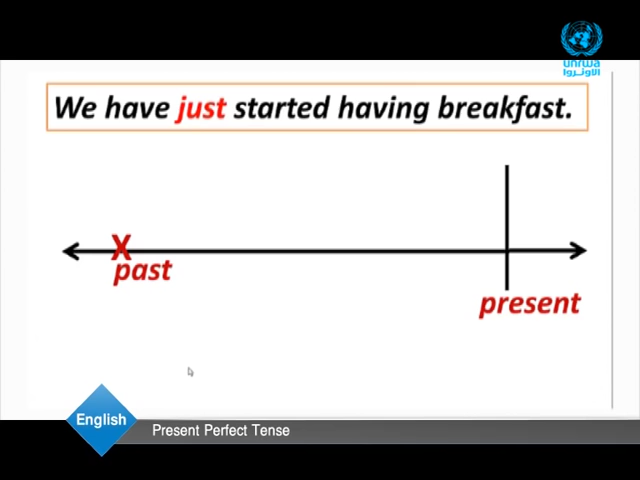 unrwa
الأونروا
We have just started having breakfast.
X
past
present
English
Present Perfect Tense